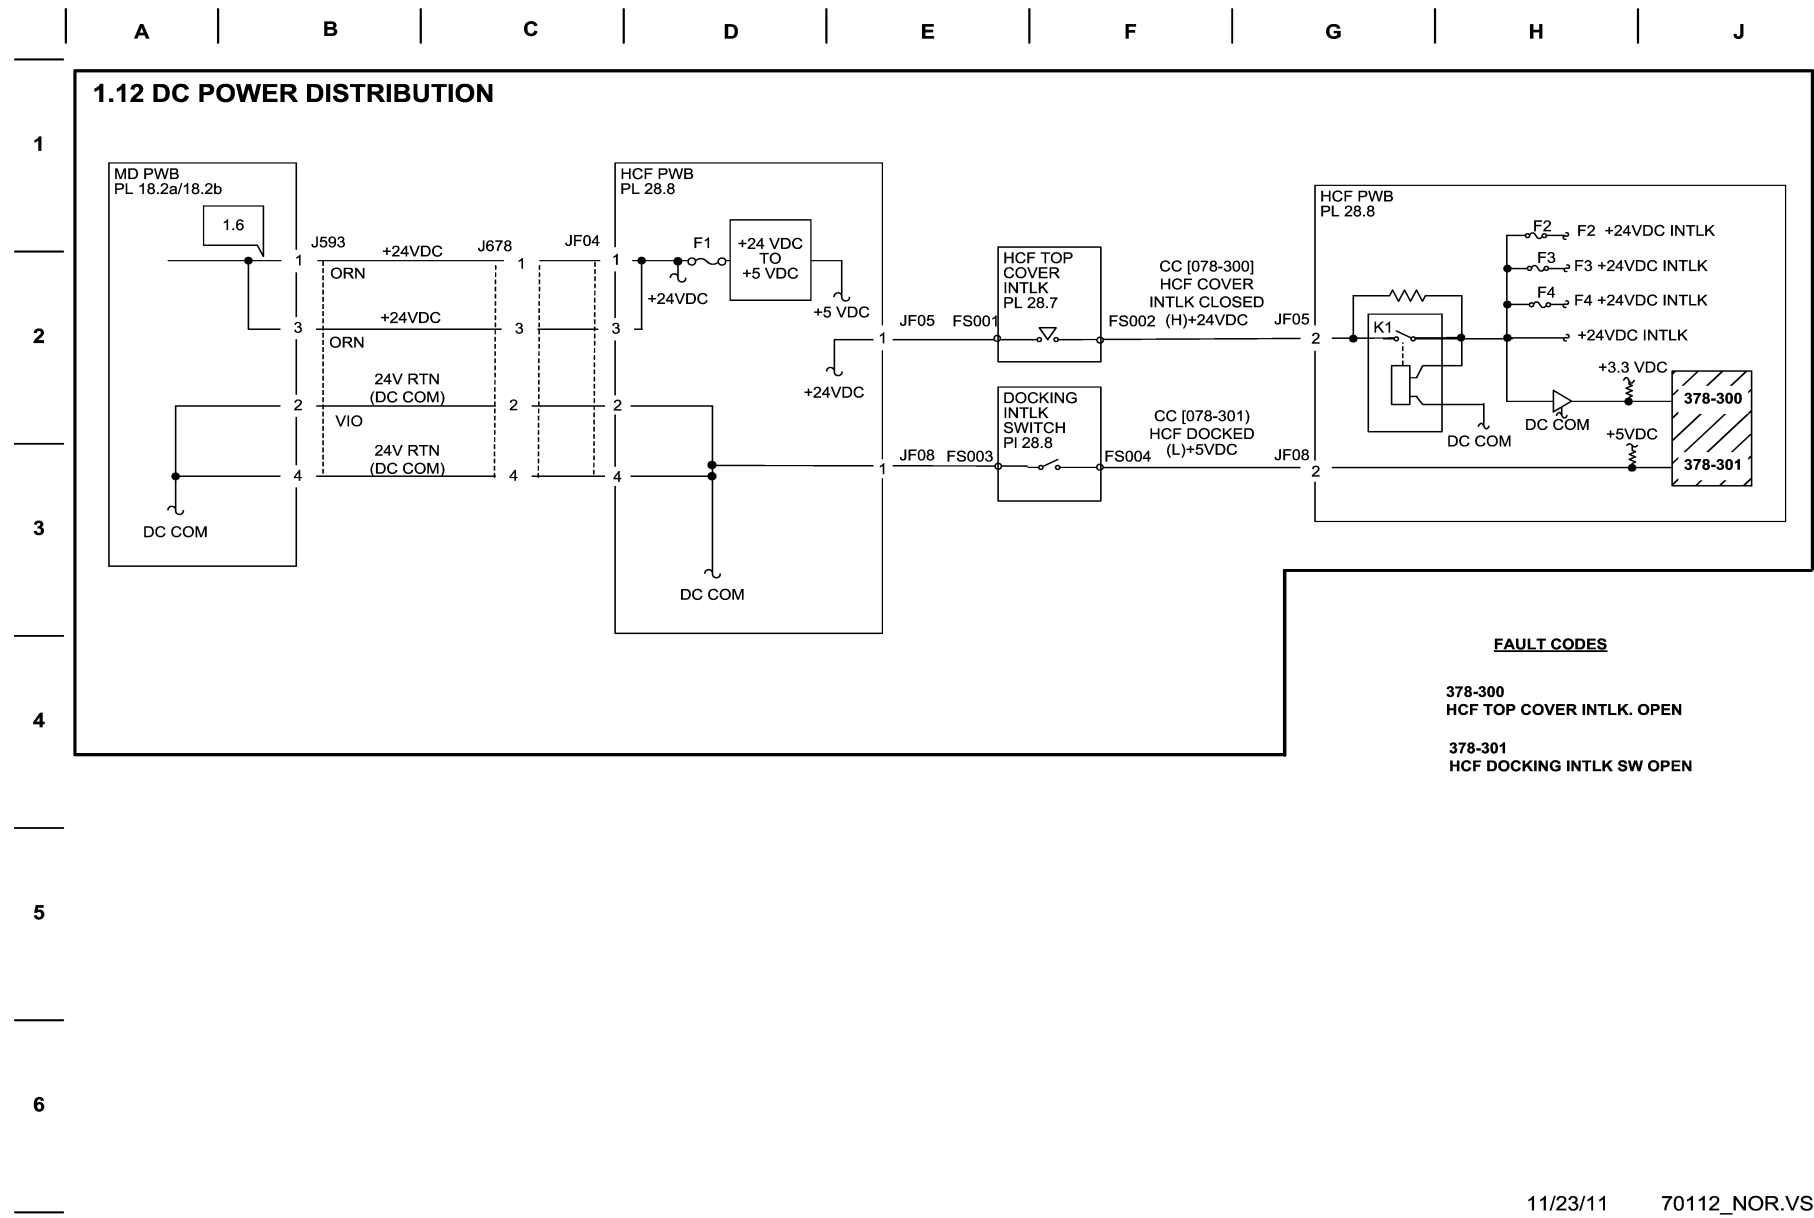 A B C D E F G H J
1.12 DC POWER DISTRIBUTION
1
2
3
4
5
6
MD PWB
PL 18.2a/18.2b
1.6
DC COM
J593
1
3
2
4
+24VDC
ORN
+24VDC
ORN
24V RTN
(DC COM)
VIO
24V RTN
(DC COM)
J678
1
3
2
4
JF04
1
3
2
4
HCF PWB
PL 28.8
F1
+24VDC
+24 VDC
TO
+5 VDC
+5 VDC
+24VDC
DC COM
1
JF05 FS001
1
JF08 FS003
HCF TOP
COVER
INTLK
PL 28.7
DOCKING
INTLK
SWITCH
Pl 28.8
CC [078-300]
HCF COVER
INTLK CLOSED
FS002 (H)+24VDC JF05
2
CC [078-301)
HCF DOCKED
(L)+5VDC
FS004 JF08
2
HCF PWB
PL 28.8
K1
DC COM
F2 F2 +24VDC INTLK
F3 F3 +24VDC INTLK
F4 F4 +24VDC INTLK
+24VDC INTLK
+3.3 VDC
DC COM
+5VDC
378-300
378-301
FAULT CODES
378-300
HCF TOP COVER INTLK. OPEN
378-301
HCF DOCKING INTLK SW OPEN
11/23/11 70112_NOR.VS